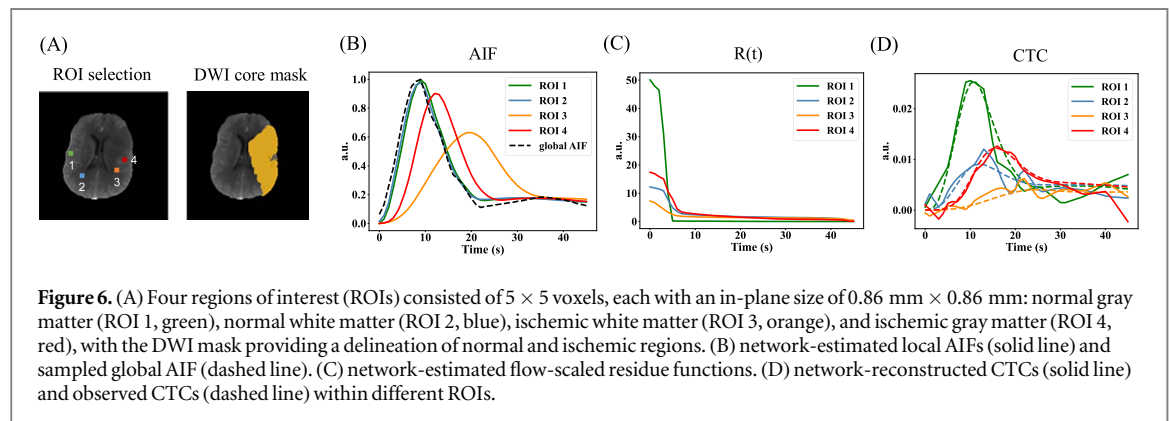 (A)
ROI selection
DWI core mask
1
2
3
4
(B)
AIF
a.u.
1.0
0.8
0.6
0.4
0.2
0.0
0
10
20
30
40
Time (s)
ROI 1
ROI 2
ROI 3
ROI 4
global AIF
(C)
R(t)
a.u.
50
40
30
20
10
0
0
10
20
30
40
Time (s)
ROI 1
ROI 2
ROI 3
ROI 4
(D)
CTC
a.u.
0.02
0.01
0.00
0
10
20
30
40
Time (s)
ROI 1
ROI 2
ROI 3
ROI 4
Figure 6. (A) Four regions of interest (ROIs) consisted of 5 × 5 voxels, each with an in-plane size of 0.86 mm × 0.86 mm: normal gray
matter (ROI 1, green), normal white matter (ROI 2, blue), ischemic white matter (ROI 3, orange), and ischemic gray matter (ROI 4,
red), with the DWI mask providing a delineation of normal and ischemic regions. (B) network-estimated local AIFs (solid line) and
sampled global AIF (dashed line). (C) network-estimated flow-scaled residue functions. (D) network-reconstructed CTCs (solid line)
and observed CTCs (dashed line) within different ROIs.